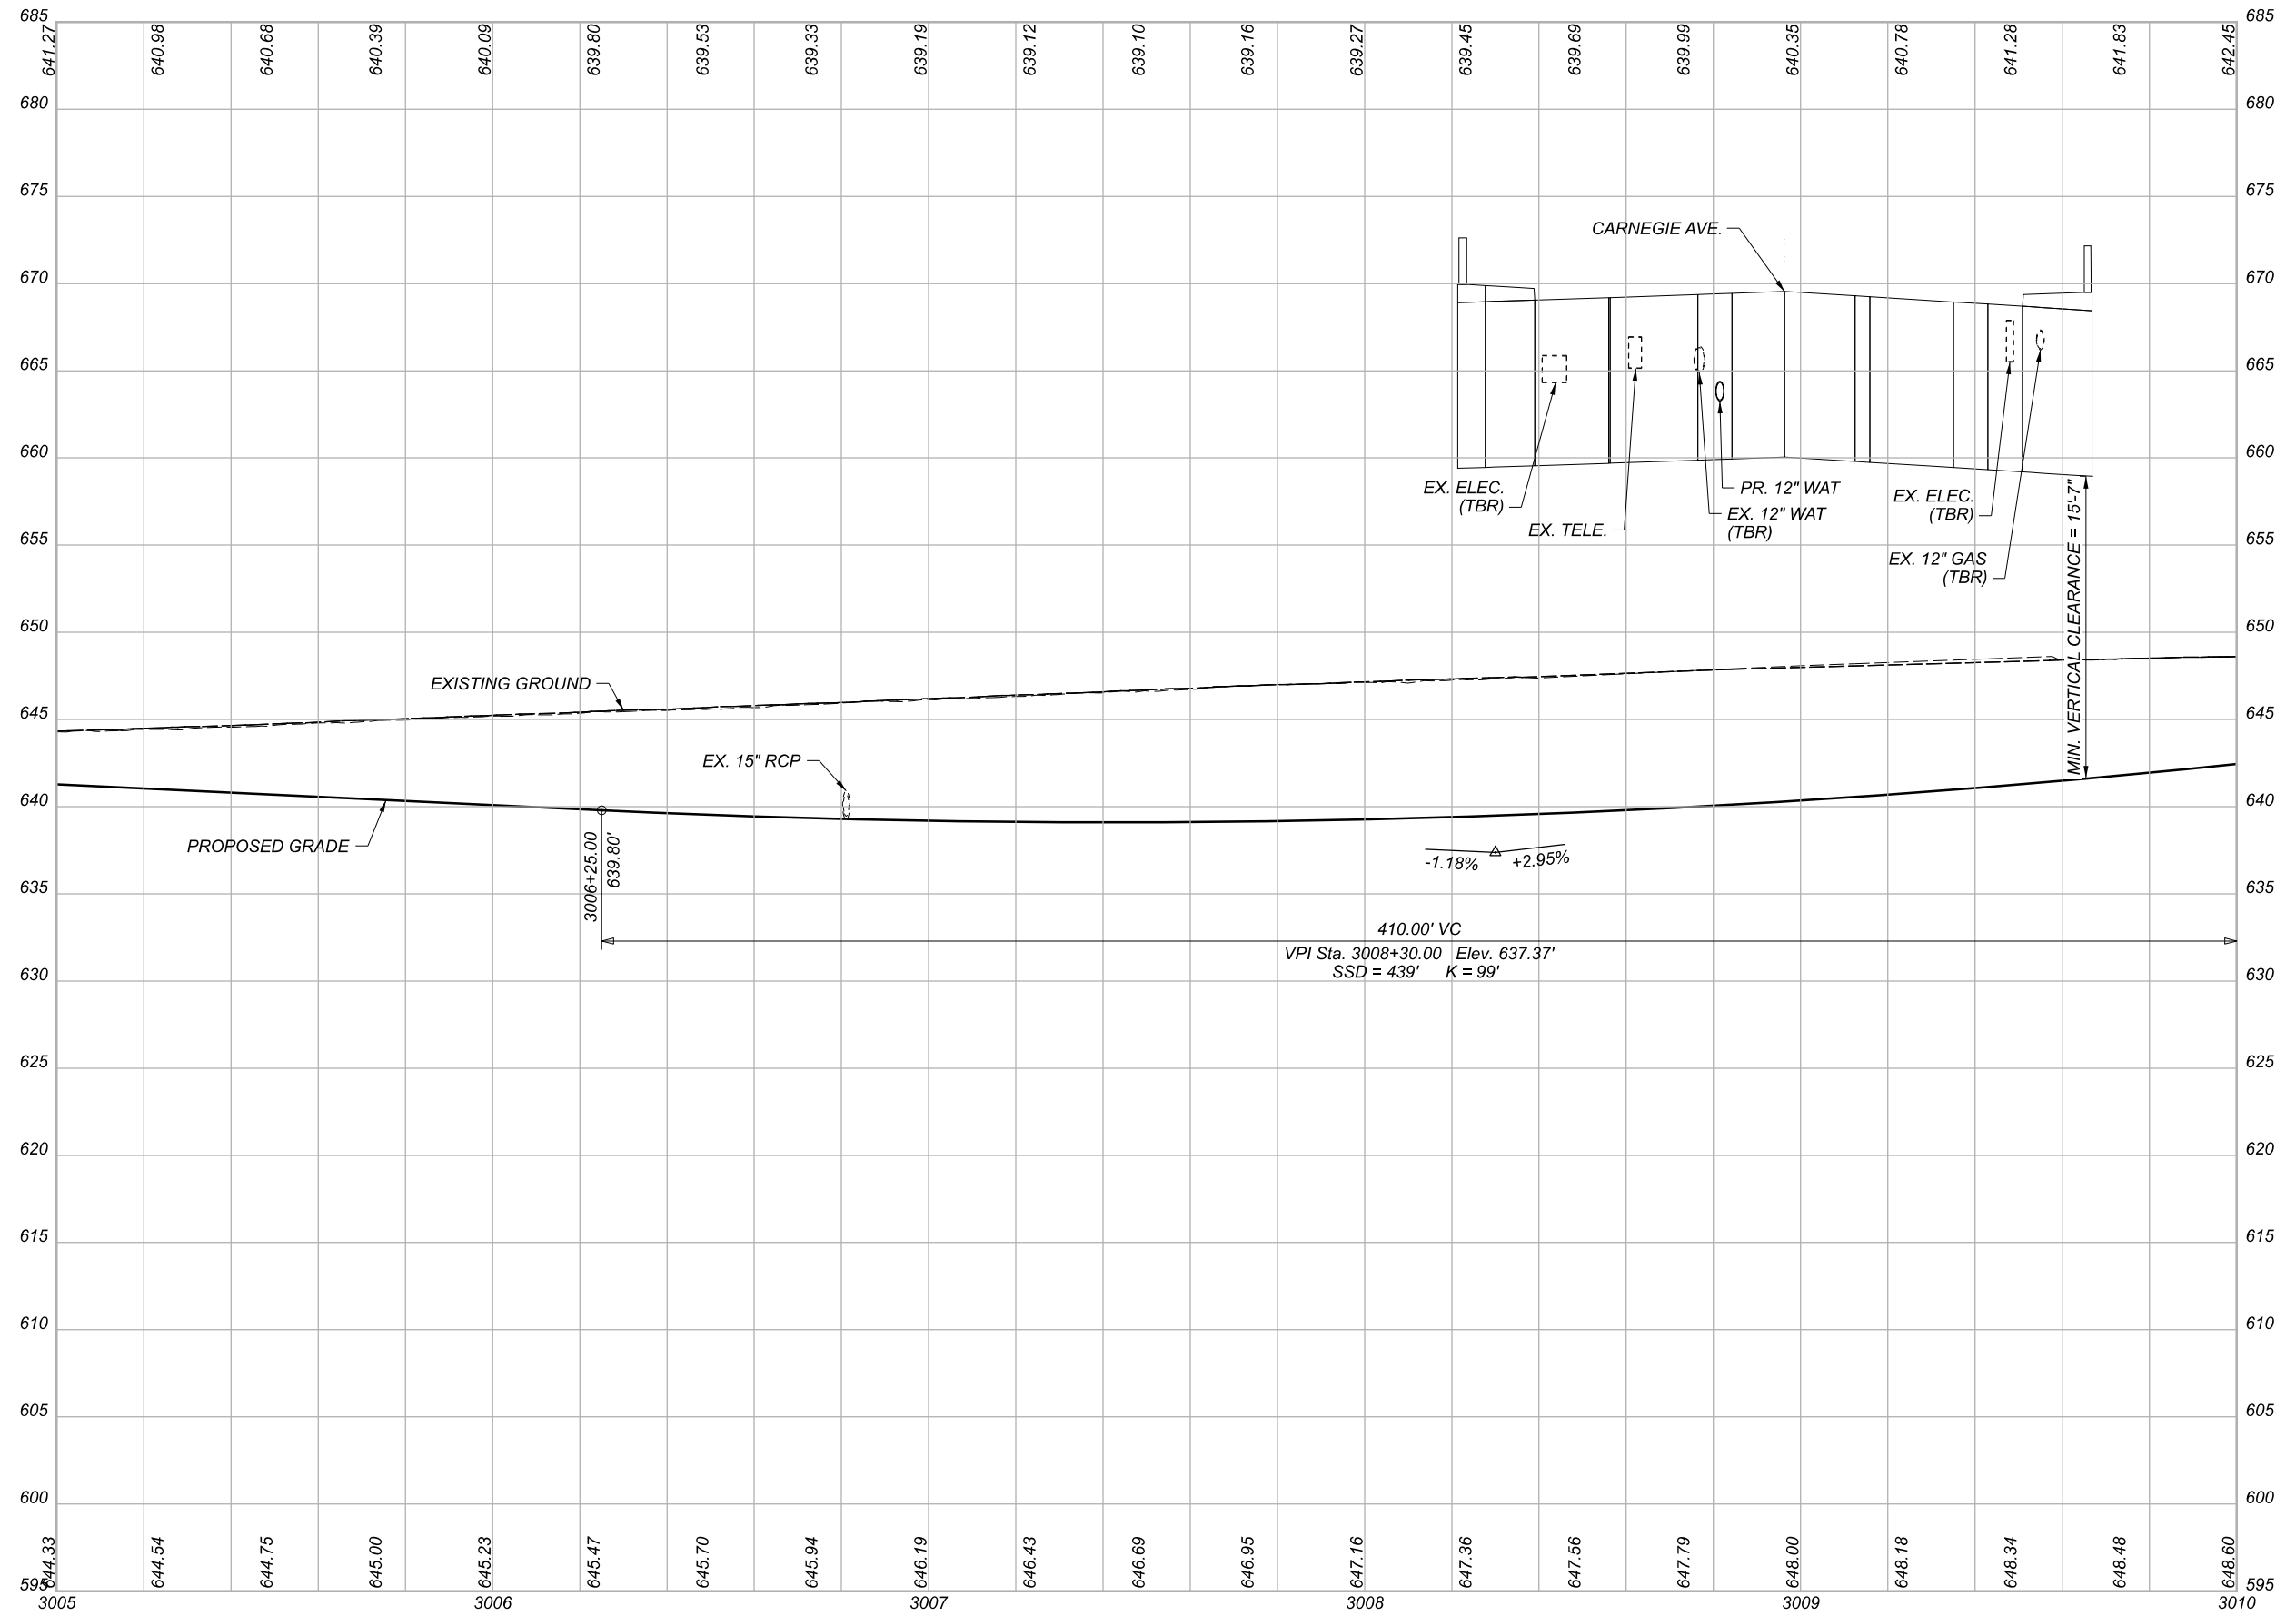 685 685
641.27 640.98 640.68 640.39 640.09 639.80 639.53 639.33 639.19 639.12 639.10 639.16 639.27 639.45 639.69 639.99 640.35 640.78 641.28 641.83 642.45
680 680
675 675
CARNEGIE AVE.
670 670
665 665
660 660
EX. ELEC.
(TBR)
PR. 12" WAT
EX. ELEC.
(TBR)
EX. 12" WAT
(TBR)
EX. TELE.
655 655
EX. 12" GAS
(TBR)
MIN. VERTICAL CLEARANCE = 15'-7"
650 650
EXISTING GROUND
645 645
EX. 15" RCP
640 640
PROPOSED GRADE
3006+25.00
639.80'
-1.18% +2.95%
635 635
410.00' VC
VPI Sta. 3008+30.00 Elev. 637.37'
SSD = 439' K = 99'
630 630
625 625
620 620
615 615
610 610
605 605
600 600
644.33 644.54 644.75 645.00 645.23 645.47 645.70 645.94 646.19 646.43 646.69 646.95 647.16 647.36 647.56 647.79 648.00 648.18 648.34 648.48 648.60
595 595
3005 3006 3007 3008 3009 3010